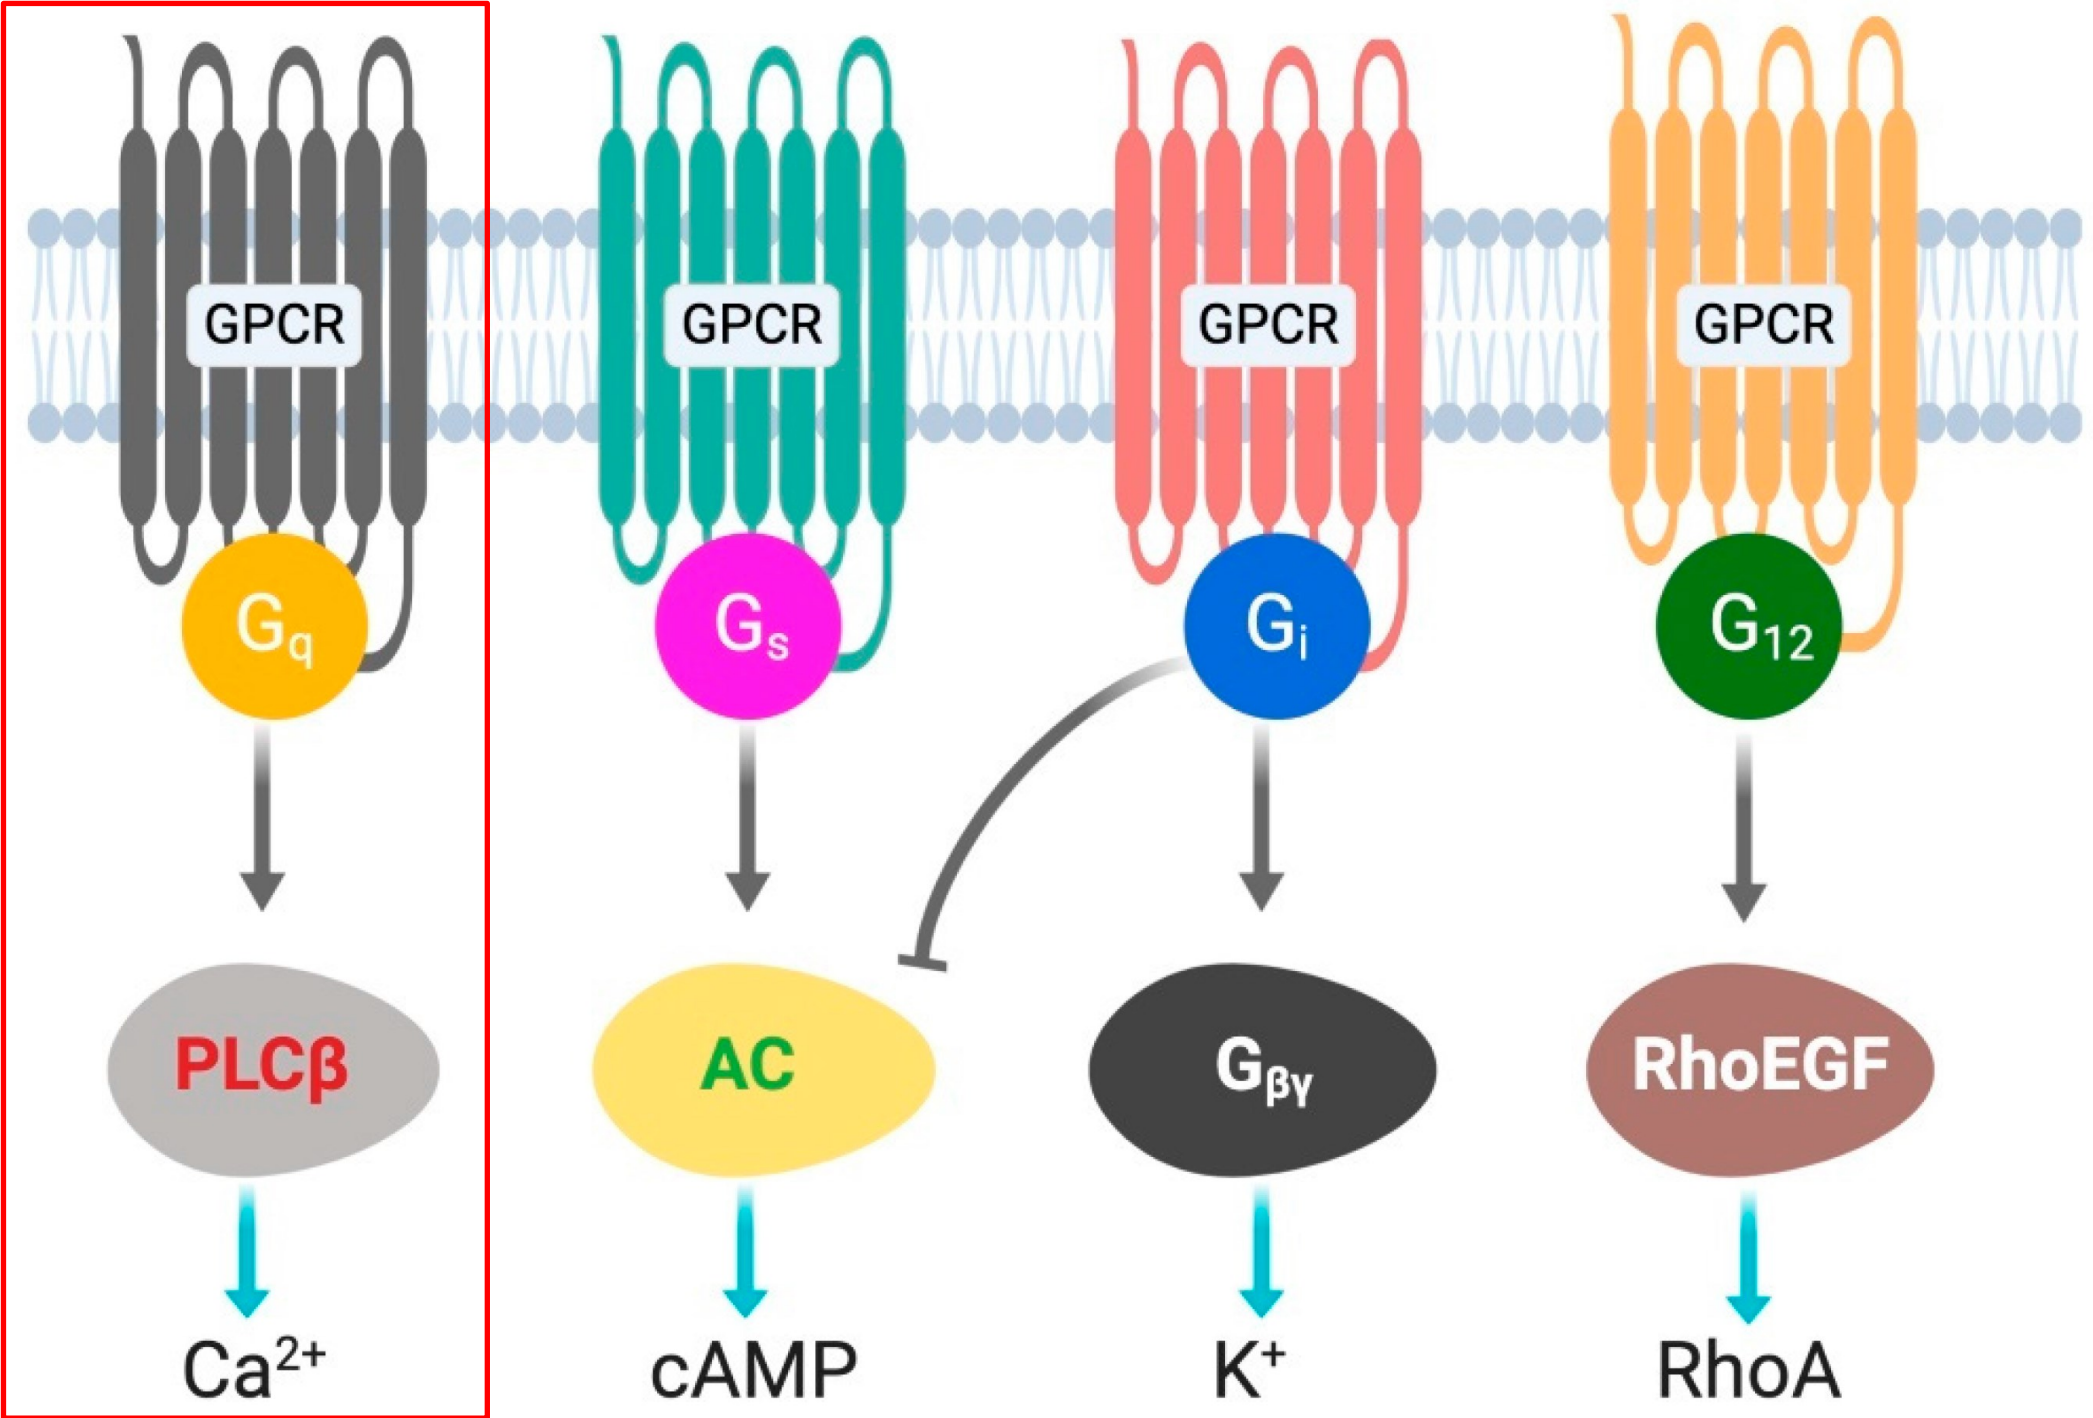 GPCR GPCR GPCR GPCR
Gq Gs Gi G12
PLCβ AC Gβγ RhoEGF
Ca2+ cAMP K+ RhoA